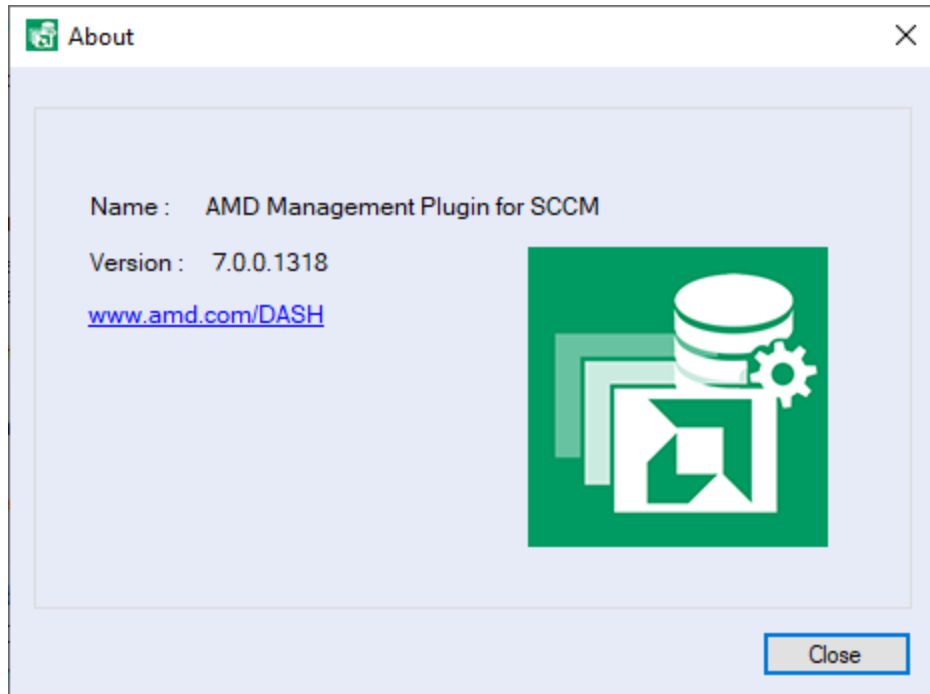 About
Name : AMD Management Plugin for SCCM
Version : 7.0.0.1318
www.amd.com/DASH
Close